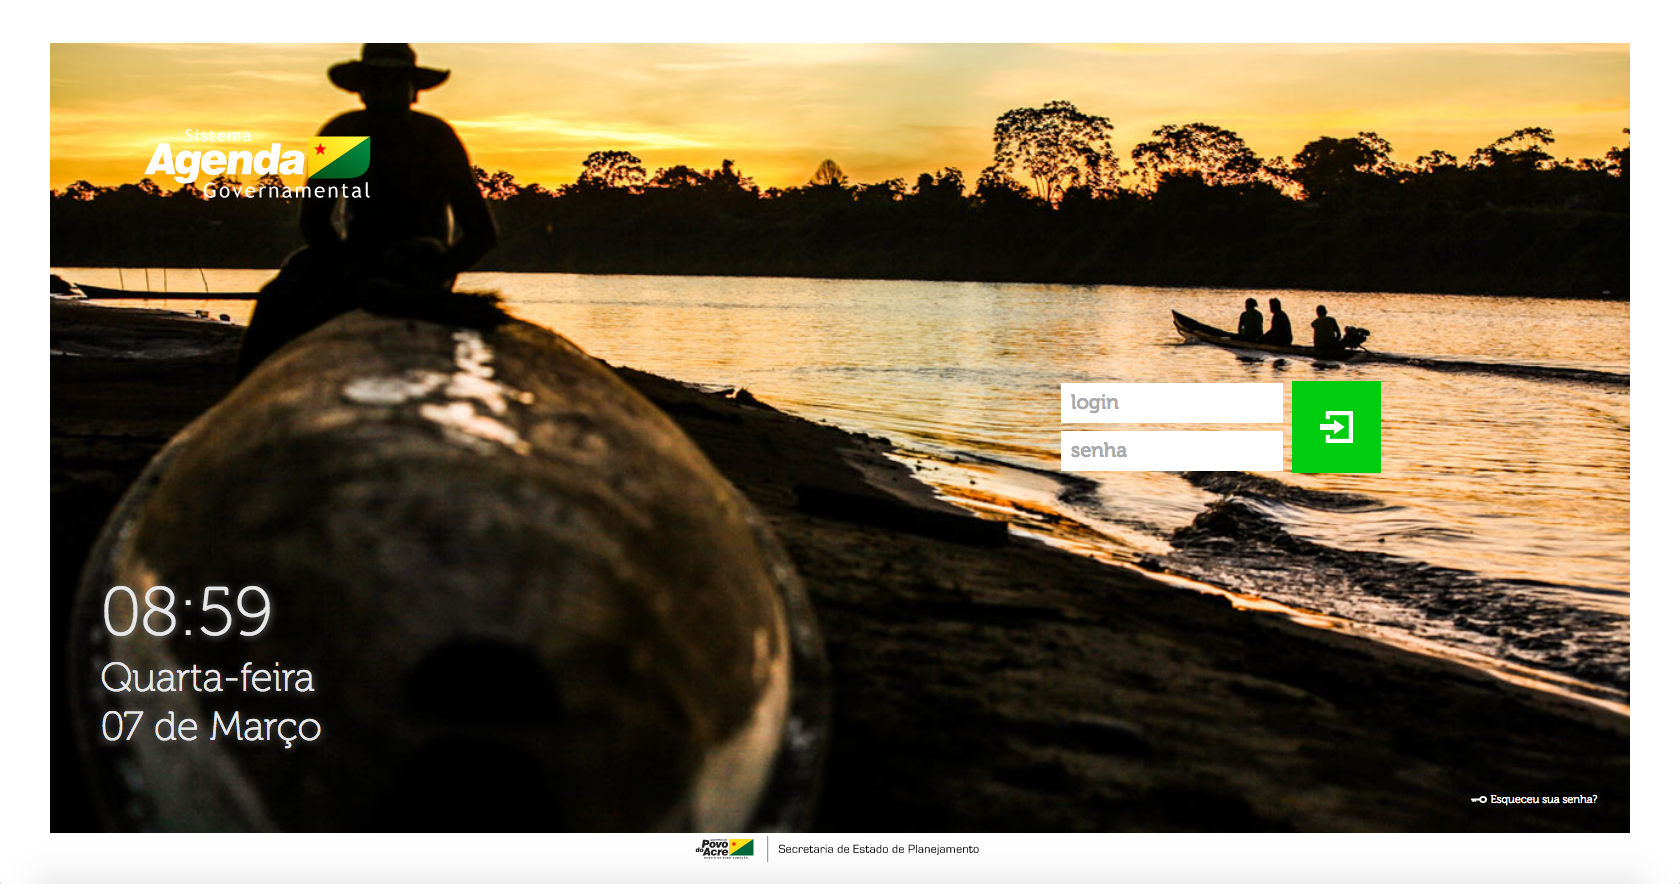 Sistema
Agenda
Governamental
login
senha
08:59
Quarta-feira
07 de Março
Esqueceu sua senha?
Povo
do Acre
Secretaria de Estado de Planejamento